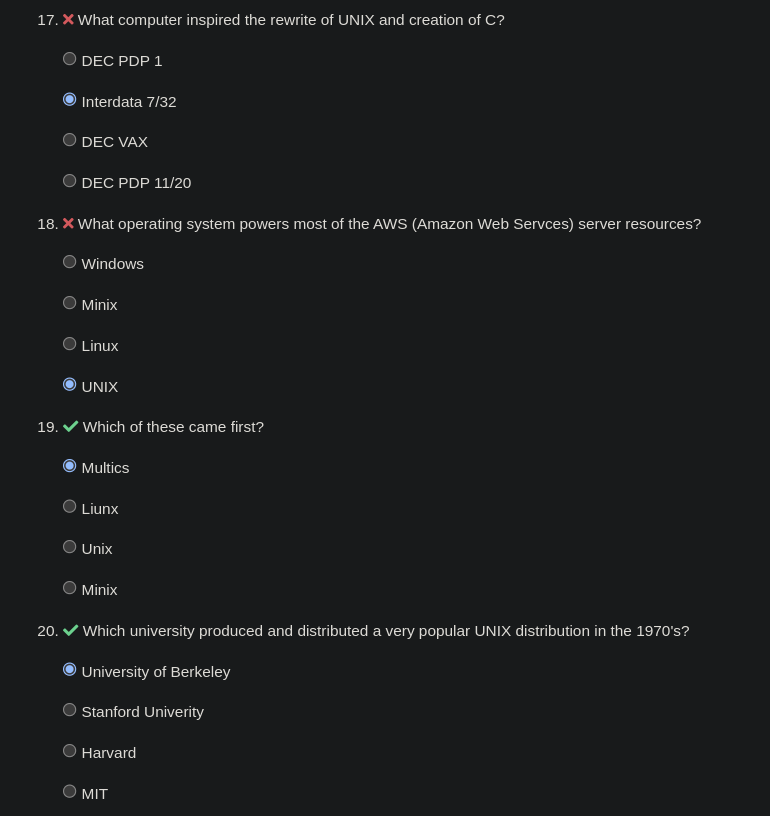 17. What computer inspired the rewrite of UNIX and creation of C?
DEC PDP 1
Interdata 7/32
DEC VAX
DEC PDP 11/20
18. What operating system powers most of the AWS (Amazon Web Servces) server resources?
Windows
Minix
Linux
UNIX
19. Which of these came first?
Multics
Liunx
Unix
Minix
20. Which university produced and distributed a very popular UNIX distribution in the 1970's?
University of Berkeley
Stanford Univerity
Harvard
MIT